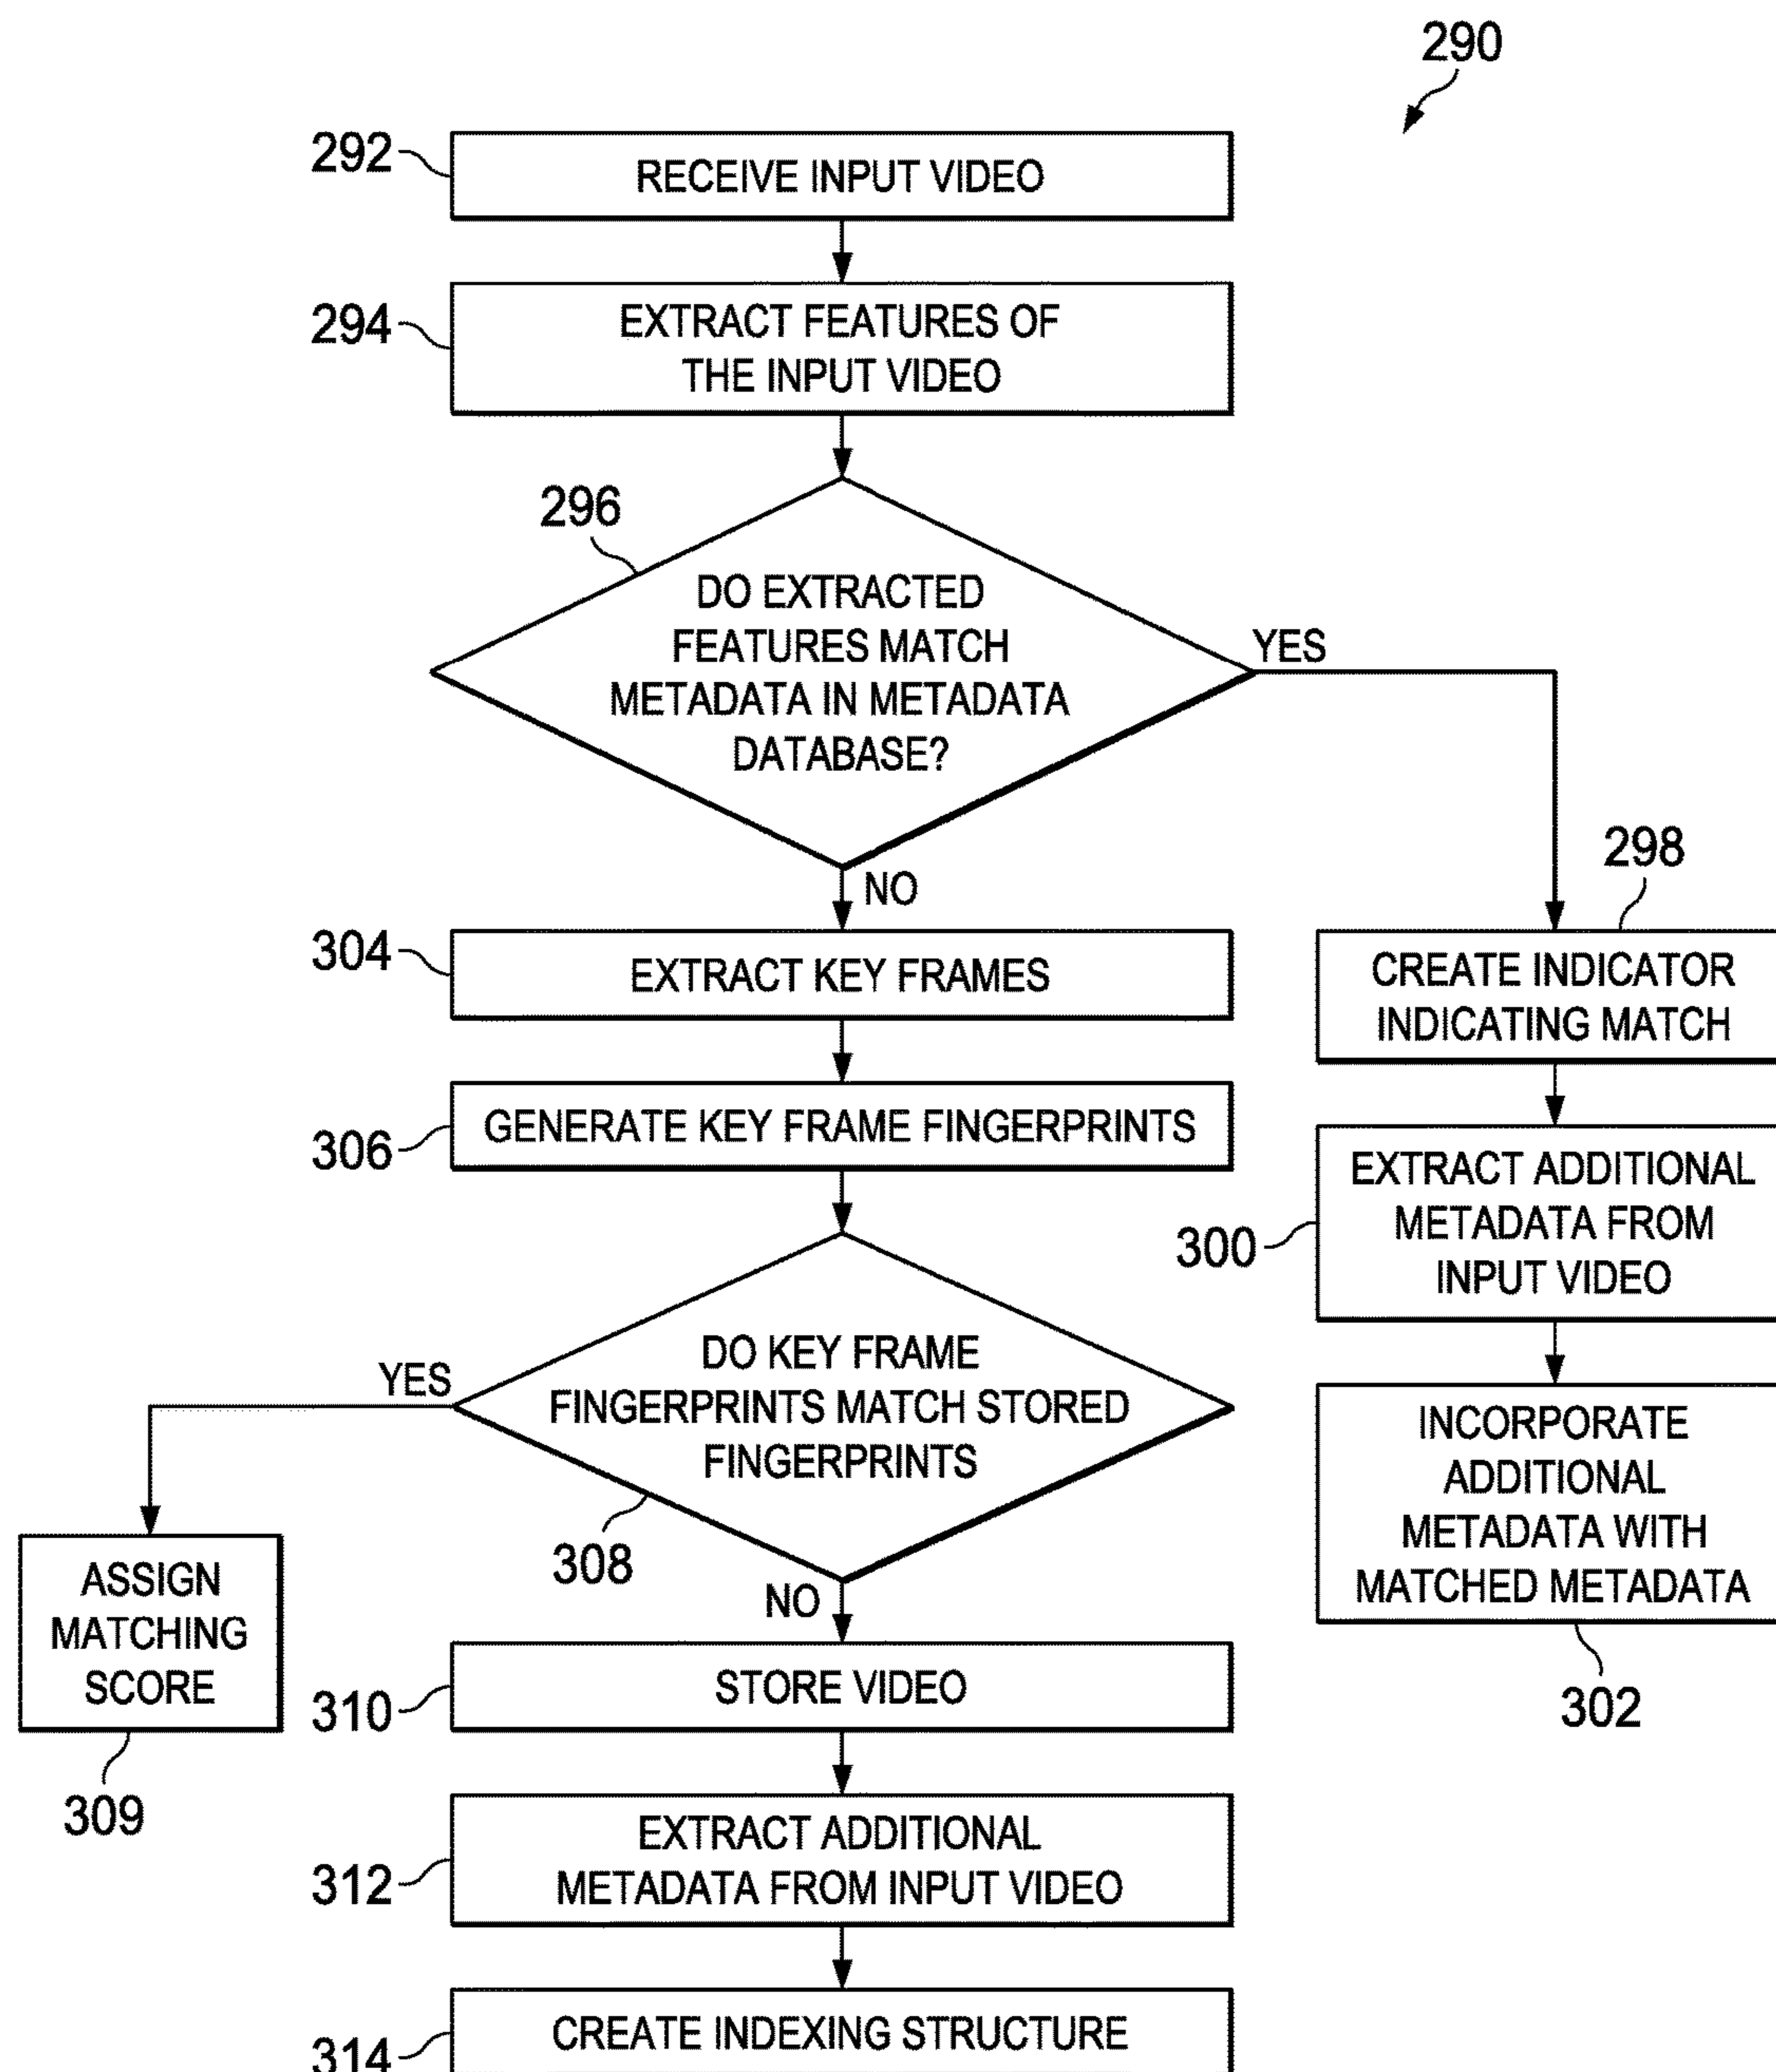 290
292
RECEIVE INPUT VIDEO
294
EXTRACT FEATURES OF
THE INPUT VIDEO
296
DO EXTRACTED
FEATURES MATCH
METADATA IN METADATA
DATABASE?
YES
NO
298
CREATE INDICATOR
INDICATING MATCH
300
EXTRACT ADDITIONAL
METADATA FROM
INPUT VIDEO
INCORPORATE
ADDITIONAL
METADATA WITH
MATCHED METADATA
302
304
EXTRACT KEY FRAMES
306
GENERATE KEY FRAME FINGERPRINTS
DO KEY FRAME
FINGERPRINTS MATCH STORED
FINGERPRINTS
308
YES
NO
ASSIGN
MATCHING
SCORE
309
310
STORE VIDEO
312
EXTRACT ADDITIONAL
METADATA FROM INPUT VIDEO
314
CREATE INDEXING STRUCTURE